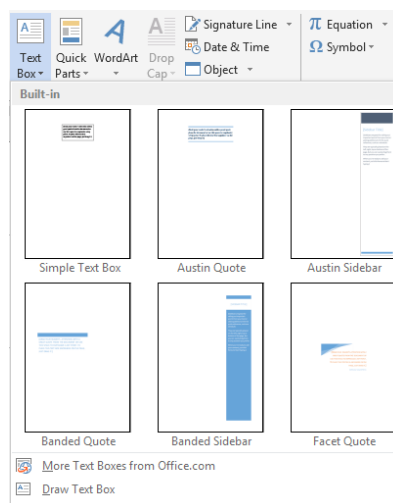 Signature Line
π Equation
Date & Time
Ω Symbol
Text Box
Quick Parts
WordArt
Drop Cap
Object
Built-in
Simple Text Box
Austin Quote
Austin Sidebar
Banded Quote
Banded Sidebar
Facet Quote
More Text Boxes from Office.com
Draw Text Box